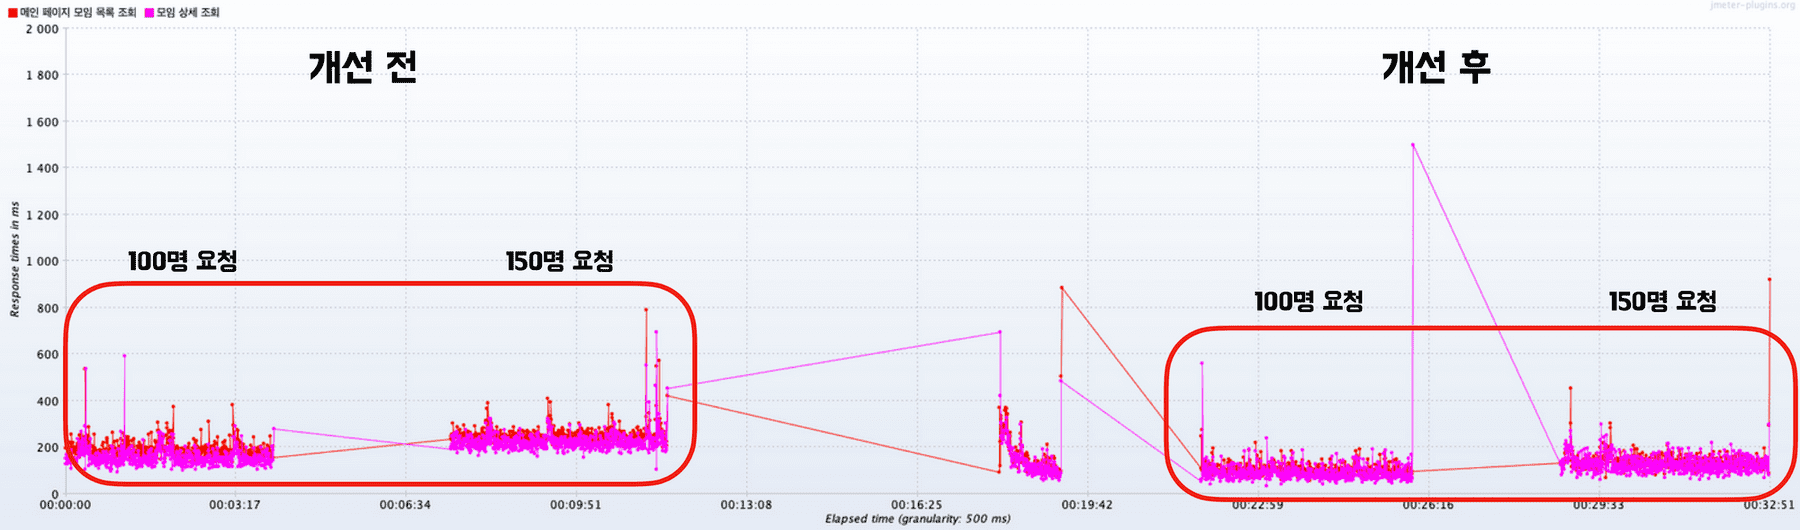 메인 페이지 모임 목록 조회 모임 상세 조회
jmeter-plugins.org
개선 전
개선 후
100명 요청
150명 요청
100명 요청
150명 요청
Response times in ms
2 000
1 800
1 600
1 400
1 200
1 000
800
600
400
200
0
00:00:00 00:03:17 00:06:34 00:09:51 00:13:08 00:16:25 00:19:42 00:22:59 00:26:16 00:29:33 00:32:51
Elapsed time (granularity: 500 ms)